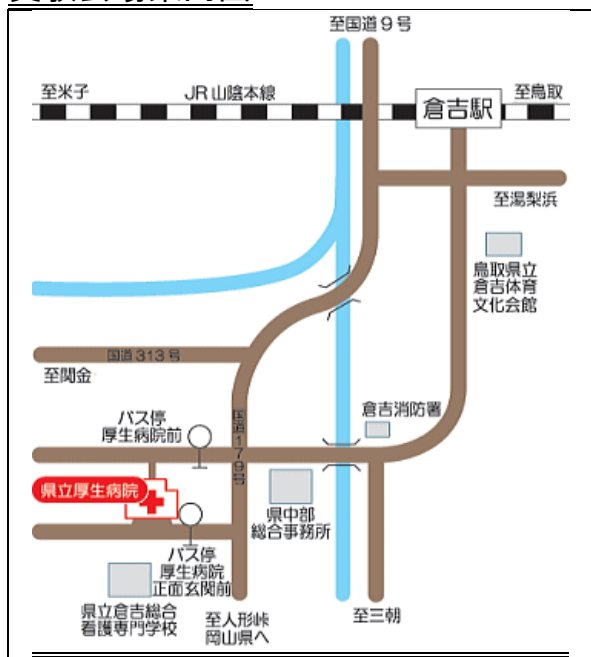 至国道9号
至米子
JR山陰本線
至鳥取
倉吉駅
至湯梨浜
鳥取県立
倉吉体育
文化会館
国道313号
至関金
倉吉消防署
バス停
厚生病院前
国道179号
県立厚生病院
県中部
総合事務所
バス停
厚生病院
正面玄関前
県立倉吉総合
看護専門学校
至人形峠
岡山県へ
至三朝